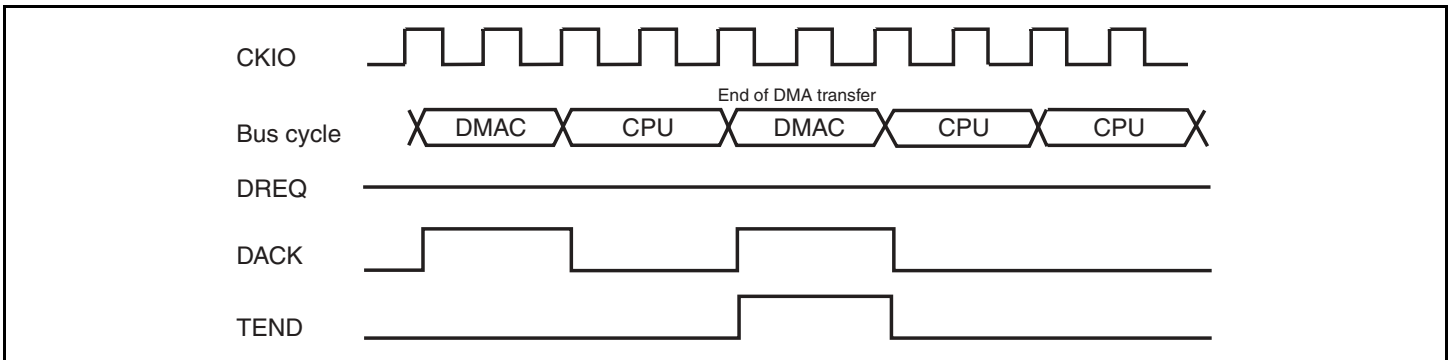 CKIO
End of DMA transfer
Bus cycle DMAC CPU DMAC CPU CPU
DREQ
DACK
TEND